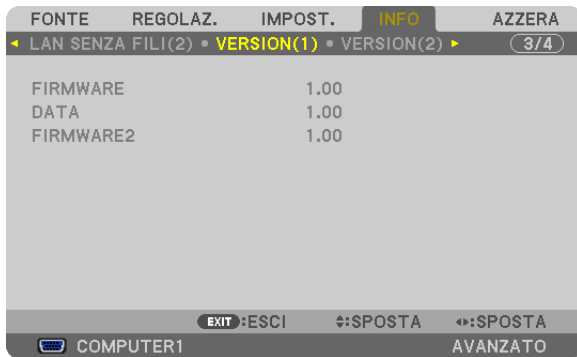 FONTE REGOLAZ. IMPOST. INFO AZZERA
LAN SENZA FILI(2) • VERSION(1) • VERSION(2) 3/4
FIRMWARE 1.00
DATA 1.00
FIRMWARE2 1.00
EXIT :ESCI :SPOSTA :SPOSTA
COMPUTER1 AVANZATO